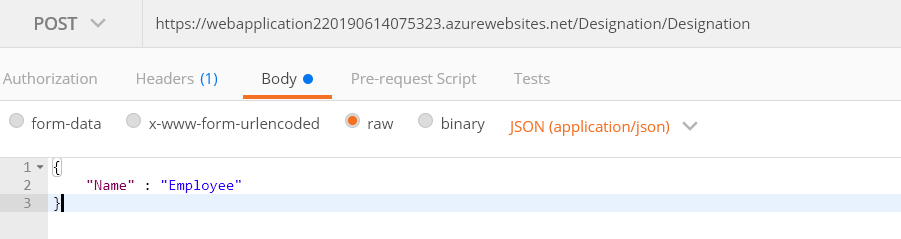 POST https://webapplication220190614075323.azurewebsites.net/Designation/Designation
Authorization Headers (1) Body Pre-request Script Tests
form-data x-www-form-urlencoded raw binary JSON (application/json)
1 {
2 "Name" : "Employee"
3 }